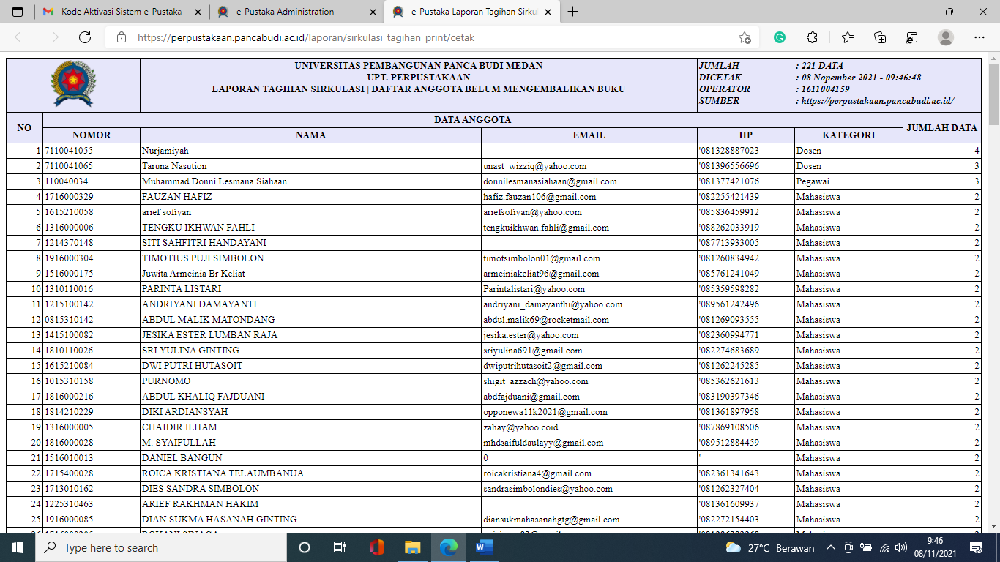 Kode Aktivasi Sistem e-Pustaka -
e-Pustaka Administration
e-Pustaka Laporan Tagihan Sirku
https://perpustakaan.pancabudi.ac.id/laporan/sirkulasi_tagihan_print/cetak
UNIVERSITAS PEMBANGUNAN PANCA BUDI MEDAN
UPT. PERPUSTAKAAN
LAPORAN TAGIHAN SIRKULASI | DAFTAR ANGGOTA BELUM MENGEMBALIKAN BUKU
JUMLAH : 221 DATA
DICETAK : 08 Nopember 2021 - 09:46:48
OPERATOR : 1611004159
SUMBER : https://perpustakaan.pancabudi.ac.id/
NO DATA ANGGOTA JUMLAH DATA
NOMOR NAMA EMAIL HP KATEGORI
1 7110041055 Nurjamiyah '081328887023 Dosen 4
2 7110041065 Taruna Nasution unast_wizziq@yahoo.com '081396556696 Dosen 3
3 110040034 Muhammad Donni Lesmana Siahaan donnilesmanasiahaan@gmail.com '081377421076 Pegawai 3
4 1716000329 FAUZAN HAFIZ hafiz.fauzan106@gmail.com '082255421439 Mahasiswa 2
5 1615210058 arief sofiyan ariefsofiyan@yahoo.com '085836459912 Mahasiswa 2
6 1316000006 TENGKU IKHWAN FAHLI tengkuikhwan.fahli@gmail.com '088262033919 Mahasiswa 2
7 1214370148 SITI SAHFITRI HANDAYANI '087713933005 Mahasiswa 2
8 1916000304 TIMOTIUS PUJI SIMBOLON timotsimbolon01@gmail.com '081260834942 Mahasiswa 2
9 1516000175 Juwita Armeinia Br Keliat armeiniakeliat96@gmail.com '085761241049 Mahasiswa 2
10 1310110016 PARINTA LISTARI Parintalistari@yahoo.com '085359598282 Mahasiswa 2
11 1215100142 ANDRIYANI DAMAYANTI andriyani_damayanthi@yahoo.com '089561242496 Mahasiswa 2
12 0815310142 ABDUL MALIK MATONDANG abdul.malik69@rocketmail.com '081269093555 Mahasiswa 2
13 1415100082 JESIKA ESTER LUMBAN RAJA jesika.ester@yahoo.com '082360994771 Mahasiswa 2
14 1810110026 SRI YULINA GINTING sriyulina691@gmail.com '082274683689 Mahasiswa 2
15 1615210084 DWI PUTRI HUTASOIT dwiputrihutasoit2@gmail.com '081262245285 Mahasiswa 2
16 1015310158 PURNOMO shigit_azzach@yahoo.com '085362621613 Mahasiswa 2
17 1816000216 ABDUL KHALIQ FAJDUANI abdfajduani@gmail.com '083190397346 Mahasiswa 2
18 1814210229 DIKI ARDIANSYAH opponewa11k2021@gmail.com '081361897958 Mahasiswa 2
19 1316000005 CHAIDIR ILHAM zahay@yahoo.coid '087869108506 Mahasiswa 2
20 1816000028 M. SYAIFULLAH mhdsaifuldaulayy@gmail.com '089512884459 Mahasiswa 2
21 1516010013 DANIEL BANGUN 0 ' Mahasiswa 2
22 1715400028 ROICA KRISTIANA TELAUMBANUA roicakristiana4@gmail.com '082361341643 Mahasiswa 2
23 1713010162 DIES SANDRA SIMBOLON sandrasimbolondies@yahoo.com '081262327404 Mahasiswa 2
24 1225310463 ARIEF RAKHMAN HAKIM '081361609937 Mahasiswa 2
25 1916000085 DIAN SUKMA HASANAH GINTING diansukmahasanahgtg@gmail.com '082272154403 Mahasiswa 2
Type here to search
27°C Berawan
9:46
08/11/2021